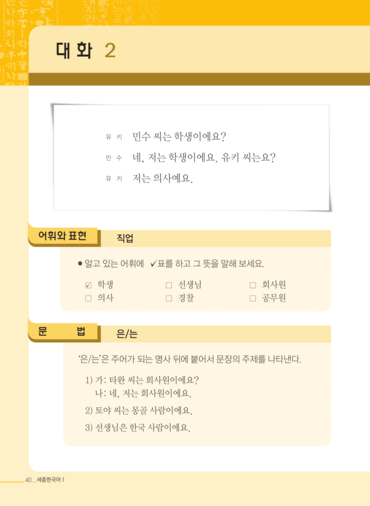 대화 2
유 키 민수 씨는 학생이에요?
민 수 네, 저는 학생이에요. 유키 씨는요?
유 키 저는 의사예요.
어휘와 표현 직업
● 알고 있는 어휘에 ✓표를 하고 그 뜻을 말해 보세요.
☑ 학생 □ 선생님 □ 회사원
□ 의사 □ 경찰 □ 공무원
문 법 은/는
‘은/는’은 주어가 되는 명사 뒤에 붙어서 문장의 주제를 나타낸다.
1) 가: 타완 씨는 회사원이에요?
나: 네, 저는 회사원이에요.
2) 토야 씨는 몽골 사람이에요.
3) 선생님은 한국 사람이에요.
40_ 세종한국어 1